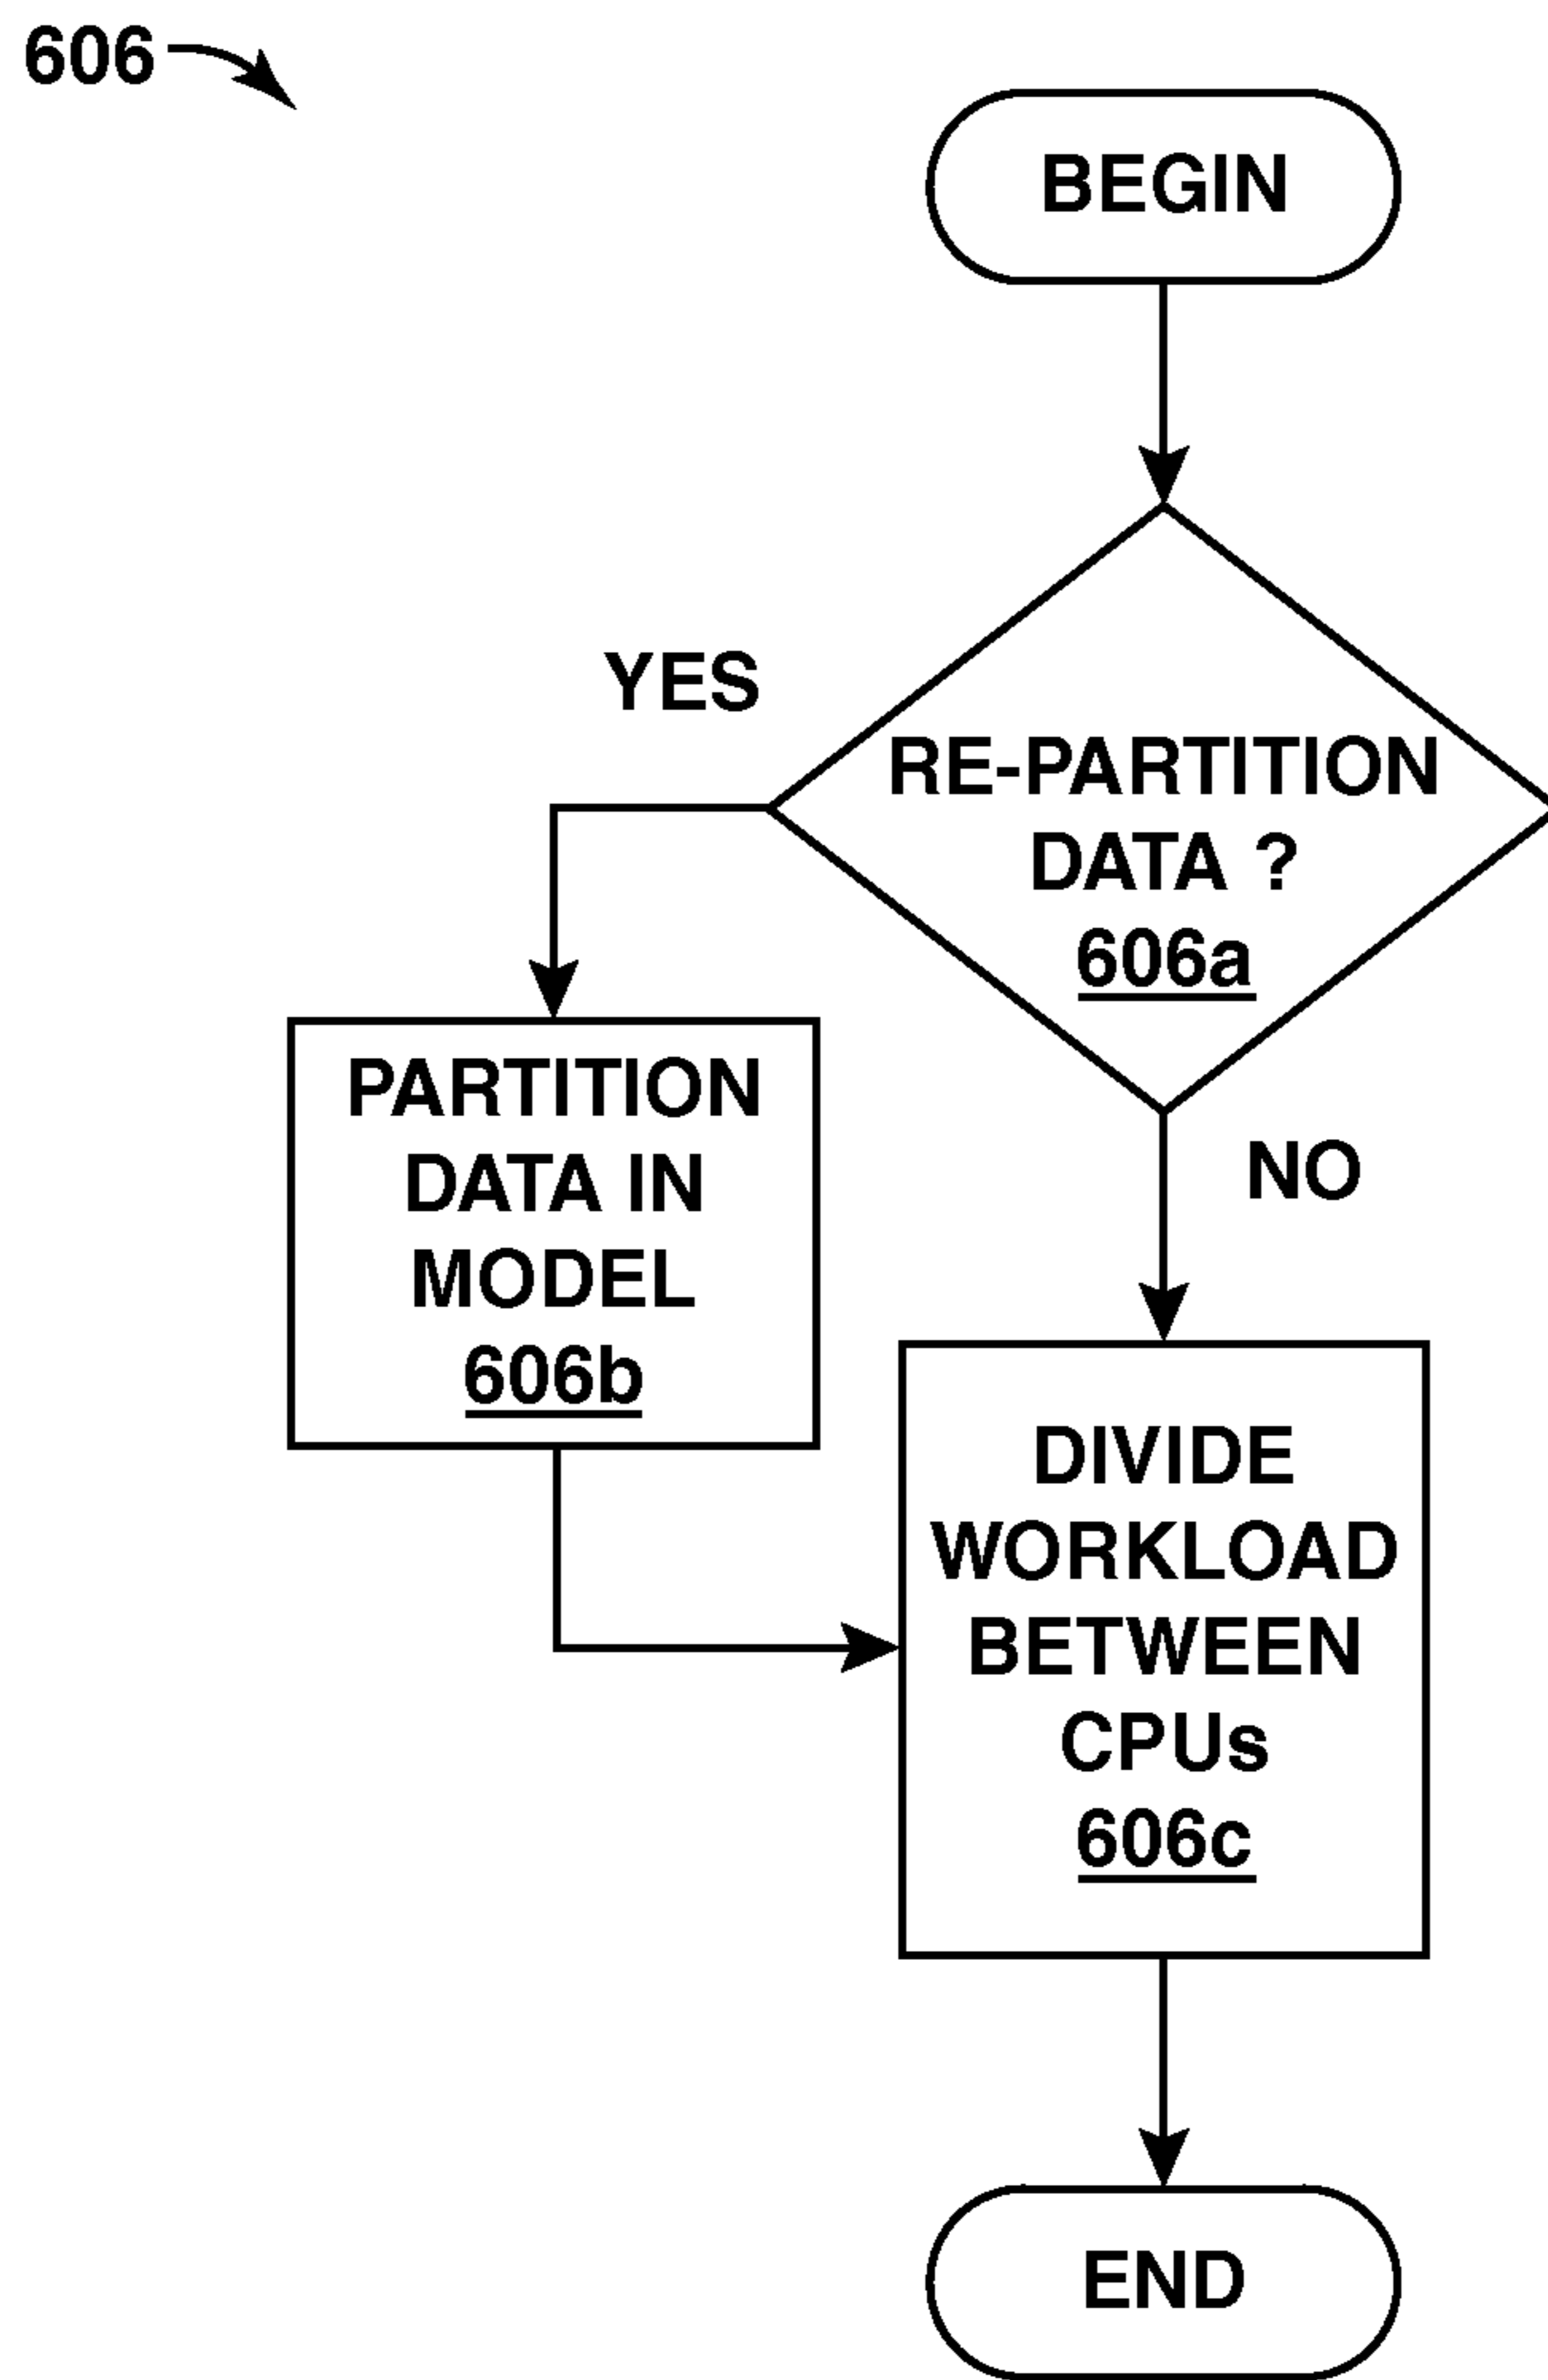 606
BEGIN
YES
RE-PARTITION
DATA ?
606a
PARTITION
DATA IN
MODEL
606b
NO
DIVIDE
WORKLOAD
BETWEEN
CPUs
606c
END